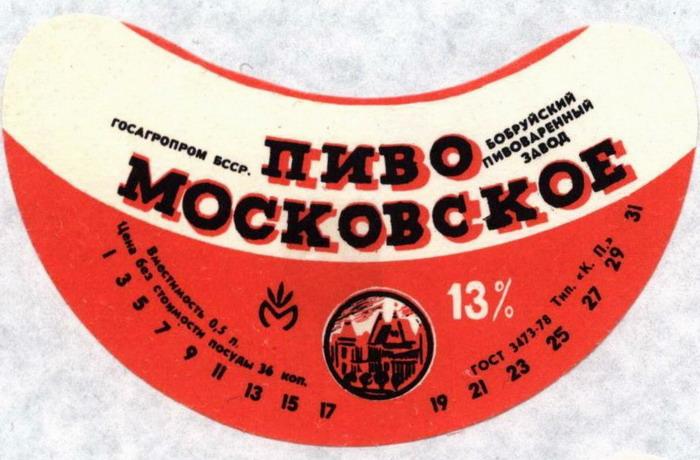 ГОСАГРОПРОМ БССР.
ПИВО
БОБРУЙСКИЙ
ПИВОВАРЕННЫЙ
ЗАВОД
МОСКОВСКОЕ
Вместимость 0,5 л.
Цена без стоимости посуды 36 коп.
13%
ГОСТ 3473-78 Тип. «К. П.»
1 3 5 7 9 11 13 15 17 19 21 23 25 27 29 31